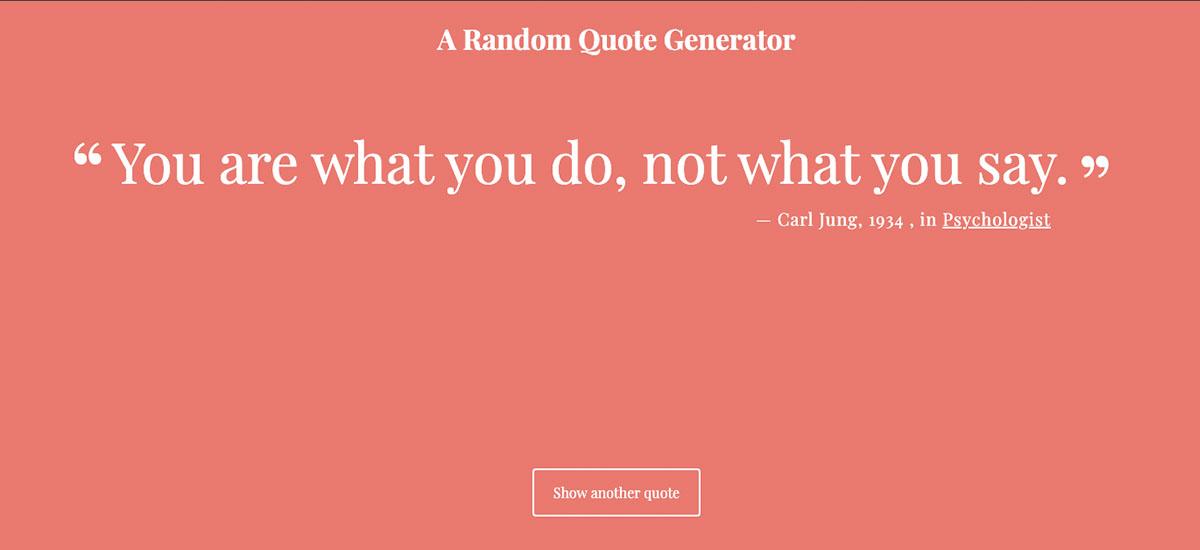 A Random Quote Generator
“ You are what you do, not what you say. ”
— Carl Jung, 1934 , in Psychologist
Show another quote